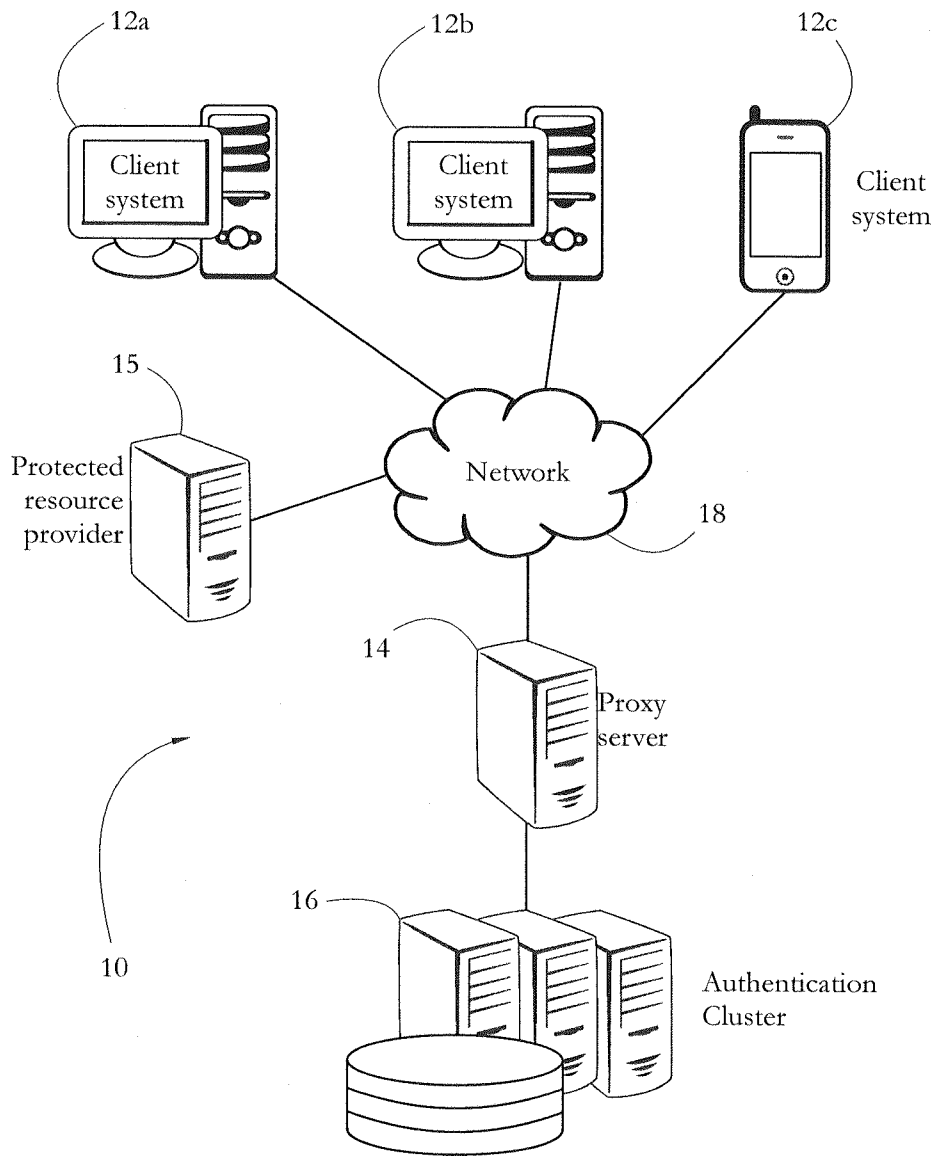 12a
12b
12c
Client
system
Client
system
Client
system
15
Protected
resource
provider
Network
18
14
Proxy
server
16
10
Authentication
Cluster